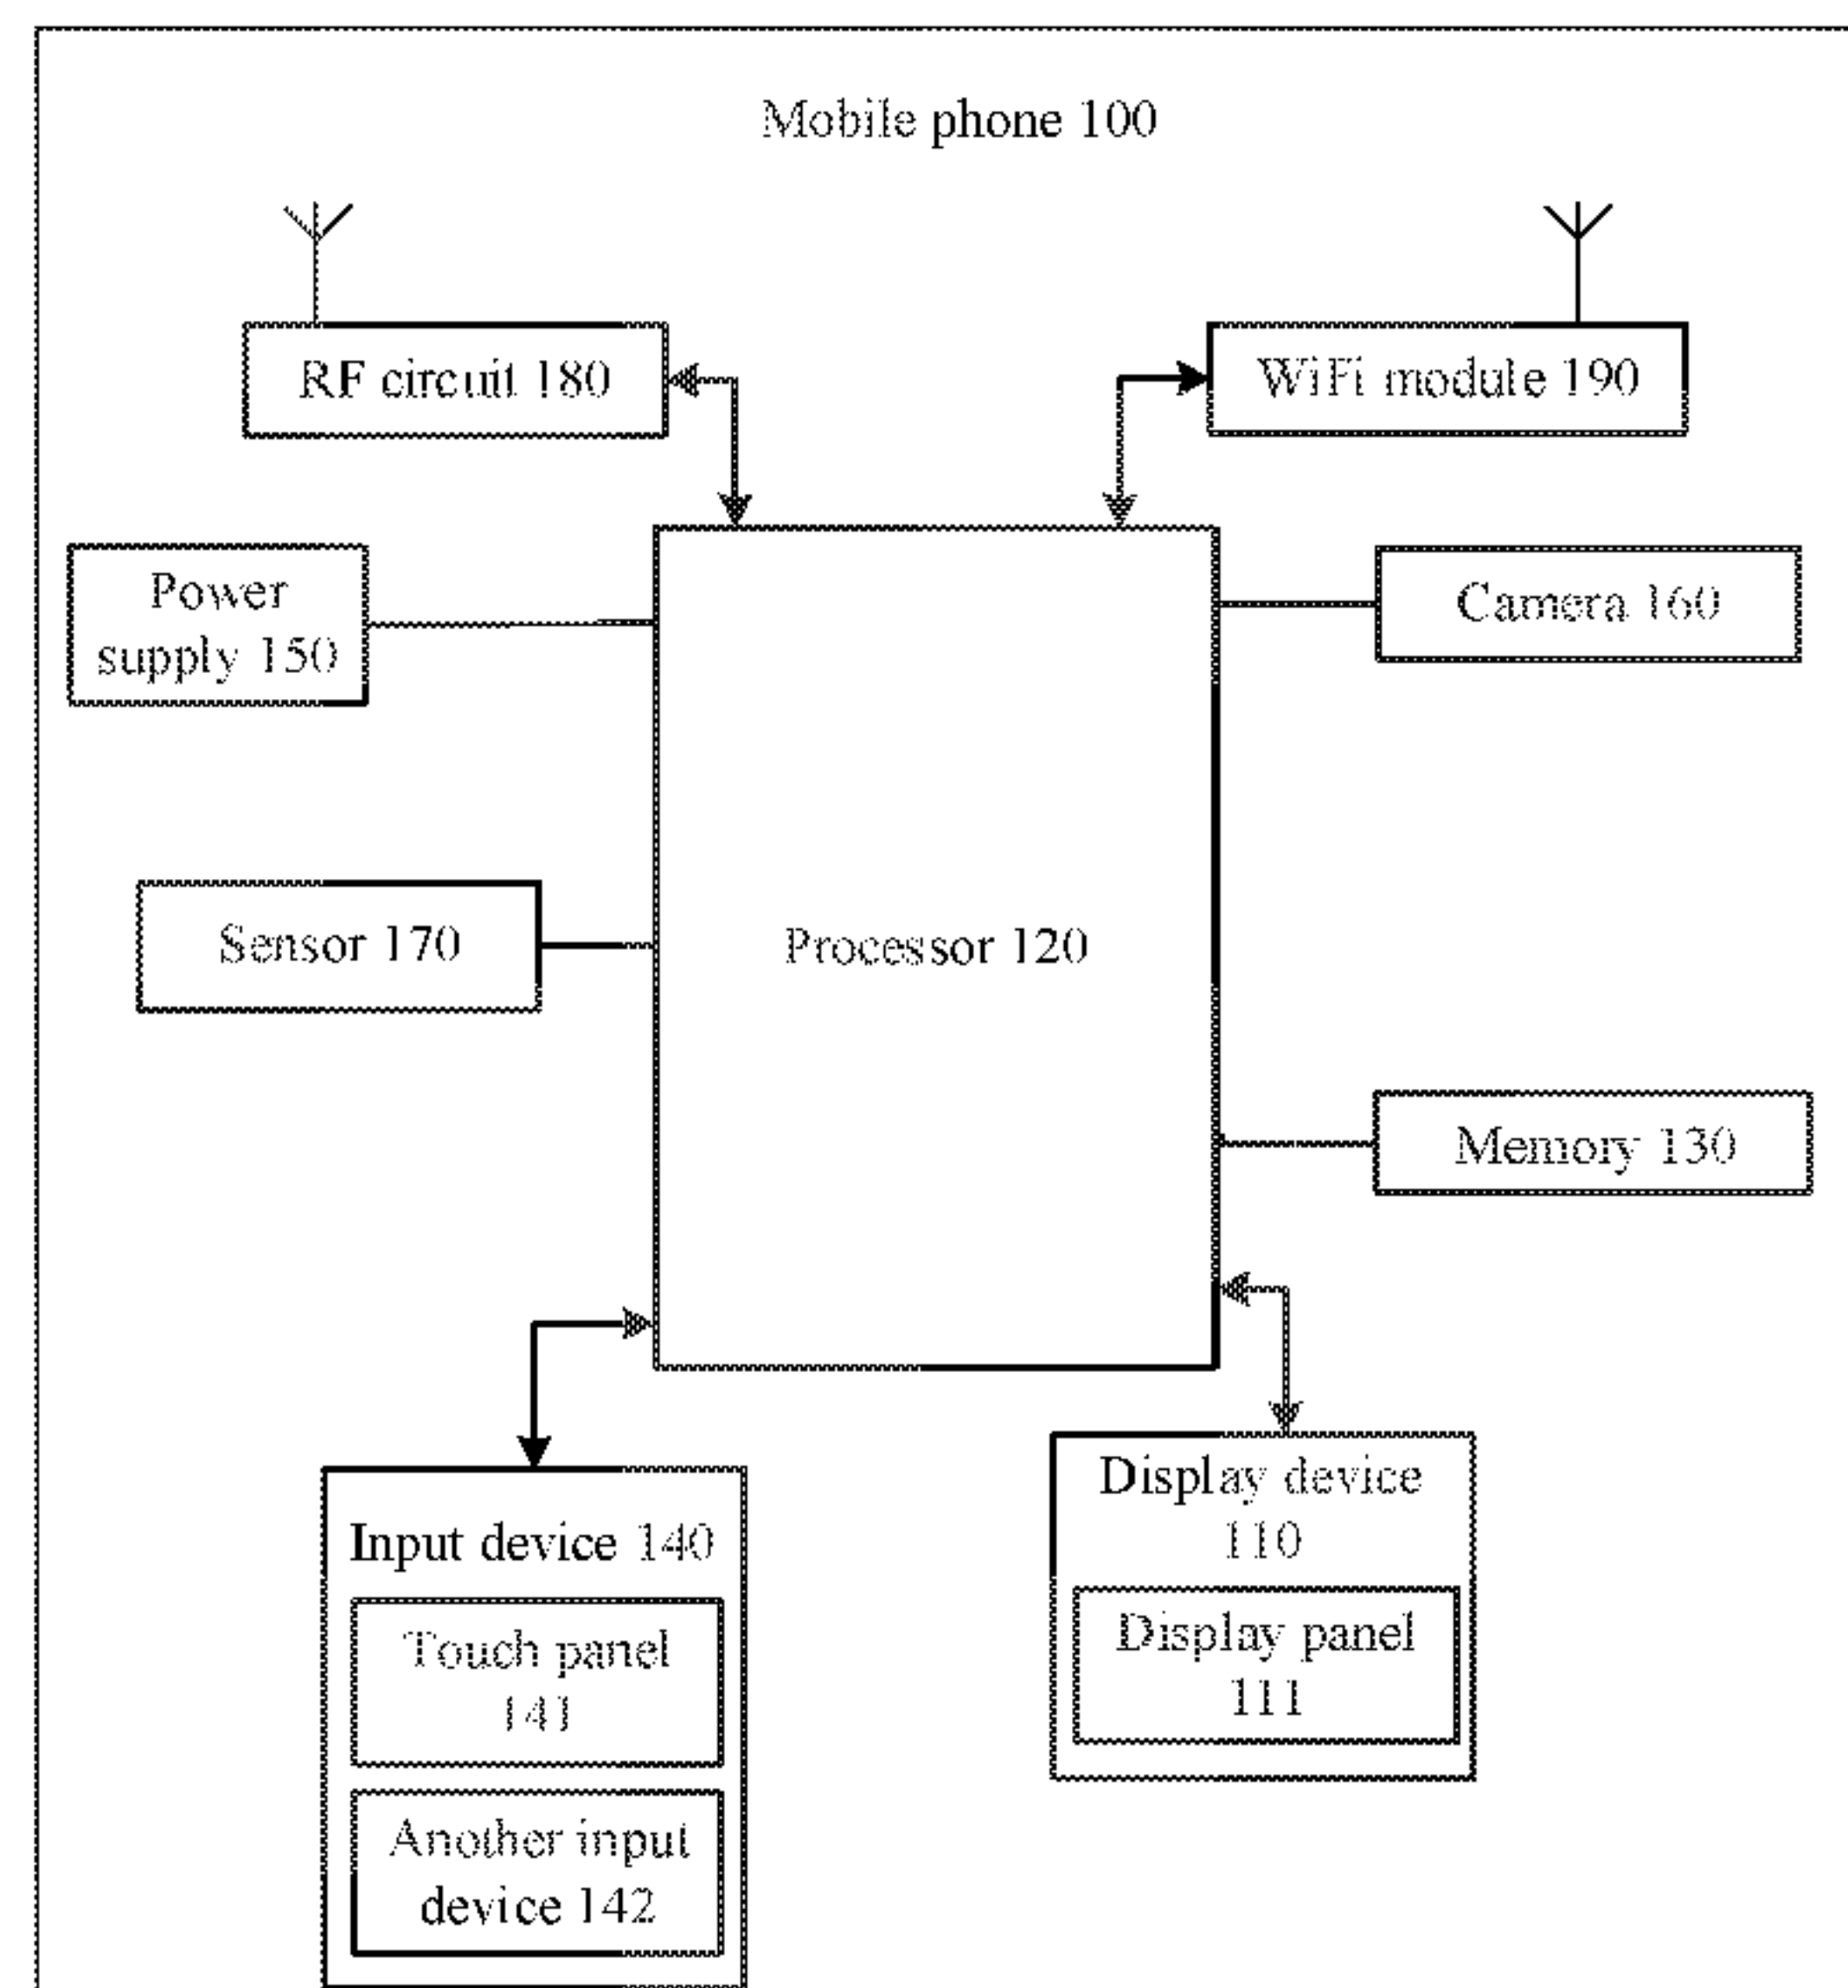 Mobile phone 100
RF circuit 180
WiFi module 190
Power
supply 150
Camera 160
Sensor 170
Processor 120
Memory 130
Input device 140
Touch panel
141
Another input
device 142
Display device
110
Display panel
111